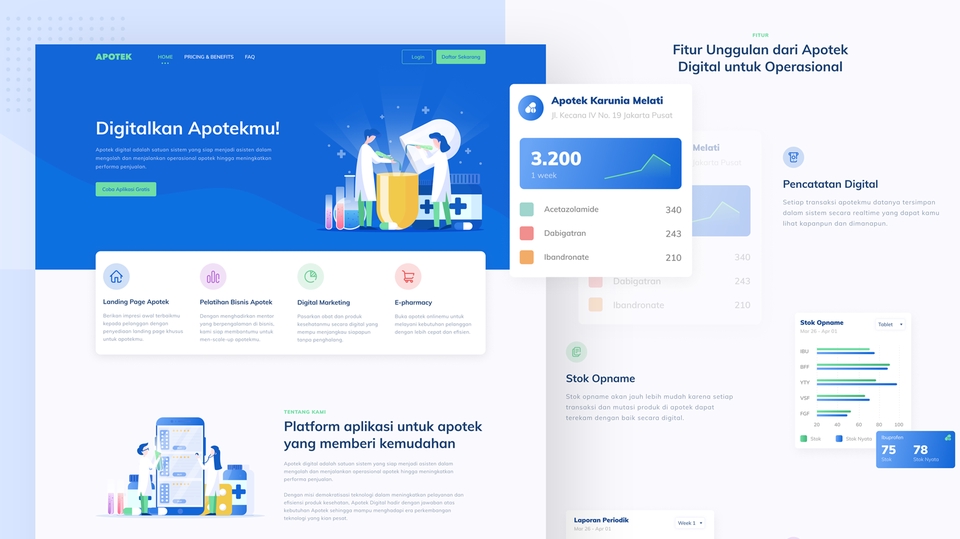 APOTEK
HOME
PRICING & BENEFITS
FAQ
Login
Daftar Sekarang
Digitalkan Apotekmu!
Apotek digital adalah satuan sistem yang siap menjadi asisten dalam
mengolah dan menjalankan operasional apotek hingga meningkatkan
performa penjualan.
Coba Aplikasi Gratis
Landing Page Apotek
Berikan impresi awal terbaikmu
kepada pelanggan dengan
penyediaan landing page khusus
untuk apotekmu.
Pelatihan Bisnis Apotek
Dengan menghadirkan mentor
yang berpengalaman di bisnis,
kami siap membantumu untuk
men-scale-up apotekmu.
Digital Marketing
Pasarkan obat dan produk
kesehatanmu secara digital yang
mampu menjangkau siapapun
tanpa penghalang.
E-pharmacy
Buka apotek onlinemu untuk
melayani kebutuhan pelanggan
dengan lebih cepat dan efisien.
TENTANG KAMI
Platform aplikasi untuk apotek
yang memberi kemudahan
Apotek digital adalah satuan sistem yang siap menjadi asisten dalam
mengolah dan menjalankan operasional apotek hingga meningkatkan
performa penjualan.
Dengan misi demokratisasi teknologi dalam meningkatkan pelayanan dan
efisiensi produk kesehatan, Apotek Digital hadir dengan jawaban atas
kebutuhan Apotek sehingga mampu menghadapi era perkembangan
teknologi yang kian pesat.
FITUR
Fitur Unggulan dari Apotek
Digital untuk Operasional
Apotek Karunia Melati
Jl. Kecana IV No. 19 Jakarta Pusat
3.200
1 week
Acetazolamide 340
Dabigatran 243
Ibandronate 210
Melati
Jakarta Pusat
340
Dabigatran 243
Ibandronate 210
Pencatatan Digital
Setiap transaksi apotekmu datanya tersimpan
dalam sistem secara realtime yang dapat kamu
lihat kapanpun dan dimanapun.
Stok Opname
Stok opname akan jauh lebih mudah karena setiap
transaksi dan mutasi produk di apotek dapat
terekam dengan baik secara digital.
Stok Opname
Mar 26 - Apr 01
Tablet
IBU
BFF
YTV
VSF
FGF
20 40 60 80 100
Stok
Stok Nyata
Ibuprofen
75 78
Stok Stok Nyata
Laporan Periodik
Mar 26 - Apr 01
Week 1